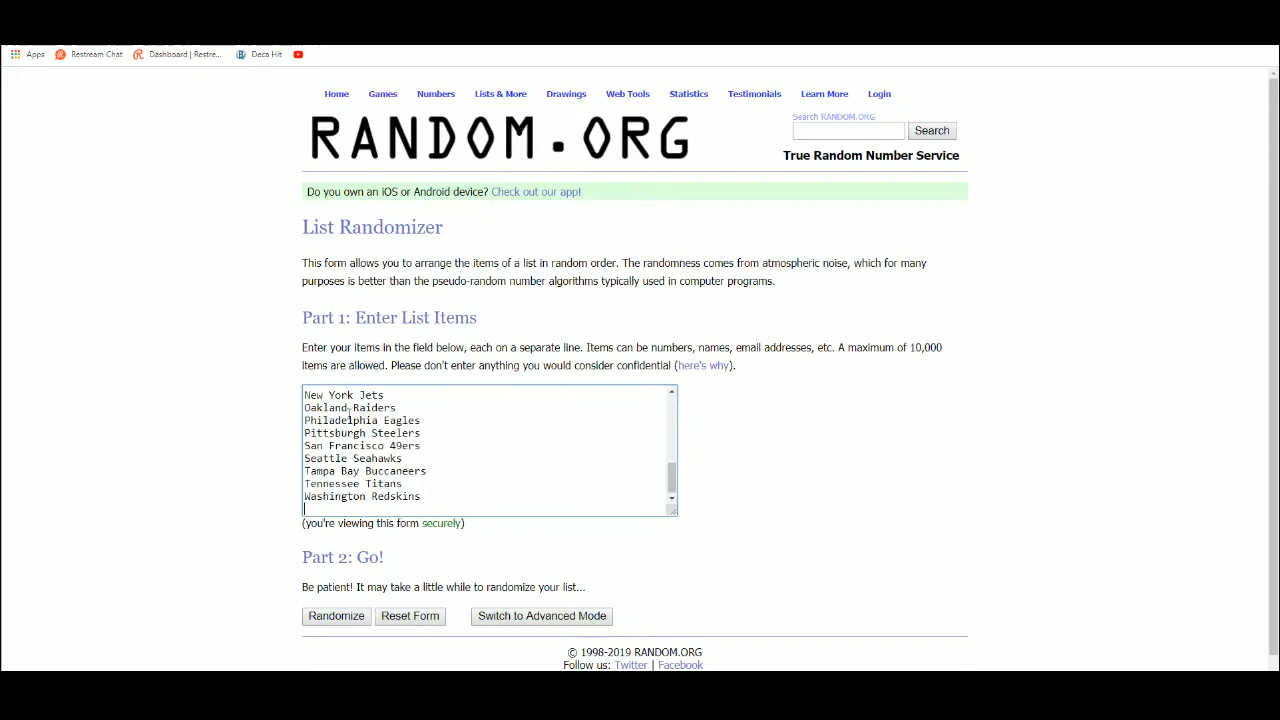 Apps Restream Chat Dashboard | Restre... Deca Hit
Home Games Numbers Lists & More Drawings Web Tools Statistics Testimonials Learn More Login
Search RANDOM.ORG
RANDOM.ORG
Search
True Random Number Service
Do you own an iOS or Android device? Check out our app!
List Randomizer
This form allows you to arrange the items of a list in random order. The randomness comes from atmospheric noise, which for many
purposes is better than the pseudo-random number algorithms typically used in computer programs.
Part 1: Enter List Items
Enter your items in the field below, each on a separate line. Items can be numbers, names, email addresses, etc. A maximum of 10,000
items are allowed. Please don't enter anything you would consider confidential (here's why).
New York Jets
Oakland Raiders
Philadelphia Eagles
Pittsburgh Steelers
San Francisco 49ers
Seattle Seahawks
Tampa Bay Buccaneers
Tennessee Titans
Washington Redskins
(you're viewing this form securely)
Part 2: Go!
Be patient! It may take a little while to randomize your list...
Randomize Reset Form Switch to Advanced Mode
© 1998-2019 RANDOM.ORG
Follow us: Twitter | Facebook